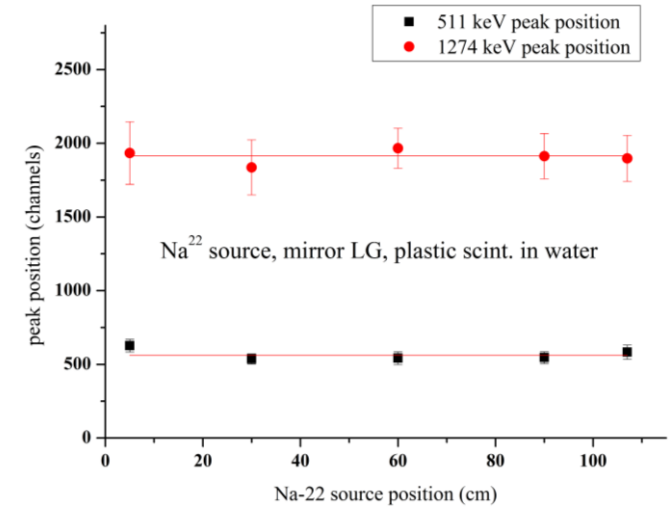 511 keV peak position
1274 keV peak position
2500
2000
1500
1000
500
0
peak position (channels)
Na22 source, mirror LG, plastic scint. in water
0 20 40 60 80 100
Na-22 source position (cm)